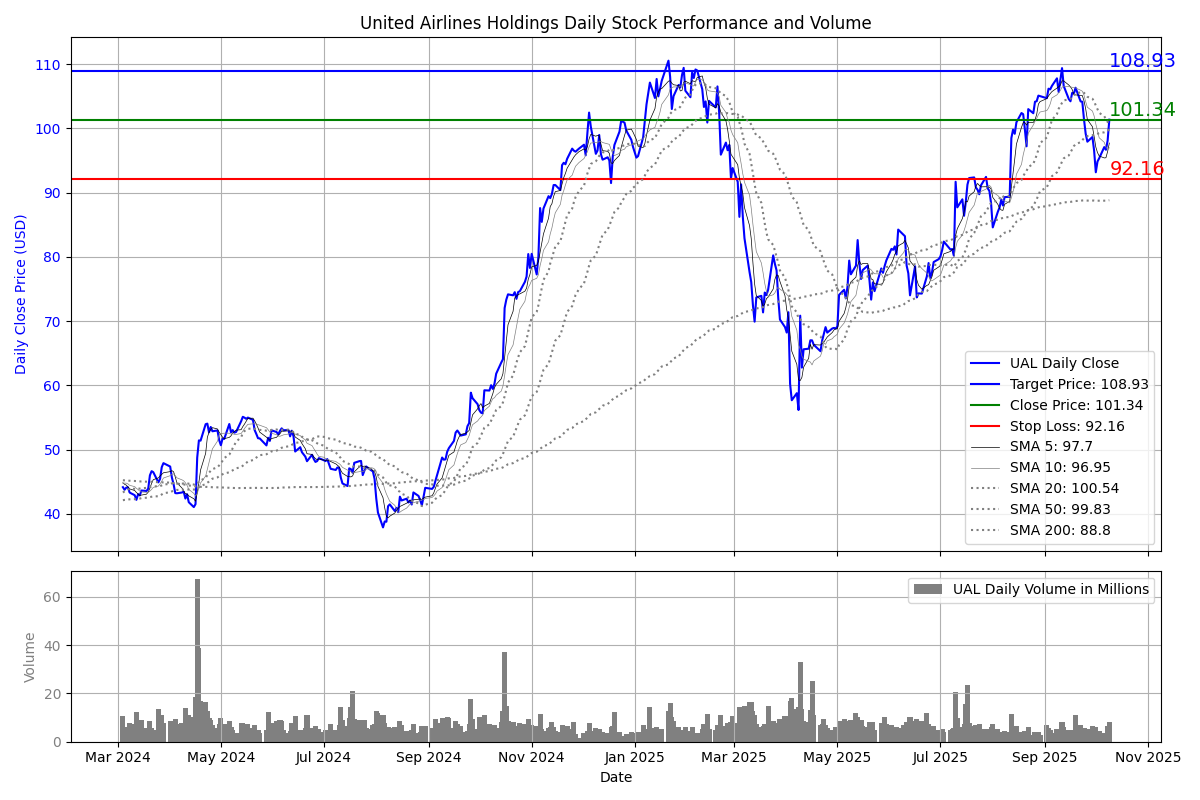 United Airlines Holdings Daily Stock Performance and Volume
Daily Close Price (USD)
110
100
90
80
70
60
50
40
108.93
101.34
92.16
UAL Daily Close
Target Price: 108.93
Close Price: 101.34
Stop Loss: 92.16
SMA 5: 97.7
SMA 10: 96.95
SMA 20: 100.54
SMA 50: 99.83
SMA 200: 88.8
Volume
60
40
20
0
UAL Daily Volume in Millions
Mar 2024 May 2024 Jul 2024 Sep 2024 Nov 2024 Jan 2025 Mar 2025 May 2025 Jul 2025 Sep 2025 Nov 2025
Date